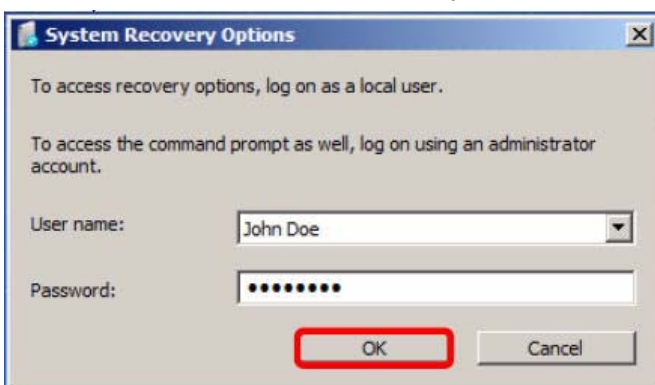 System Recovery Options
To access recovery options, log on as a local user.
To access the command prompt as well, log on using an administrator
account.
User name: John Doe
Password: ••••••••
OK Cancel